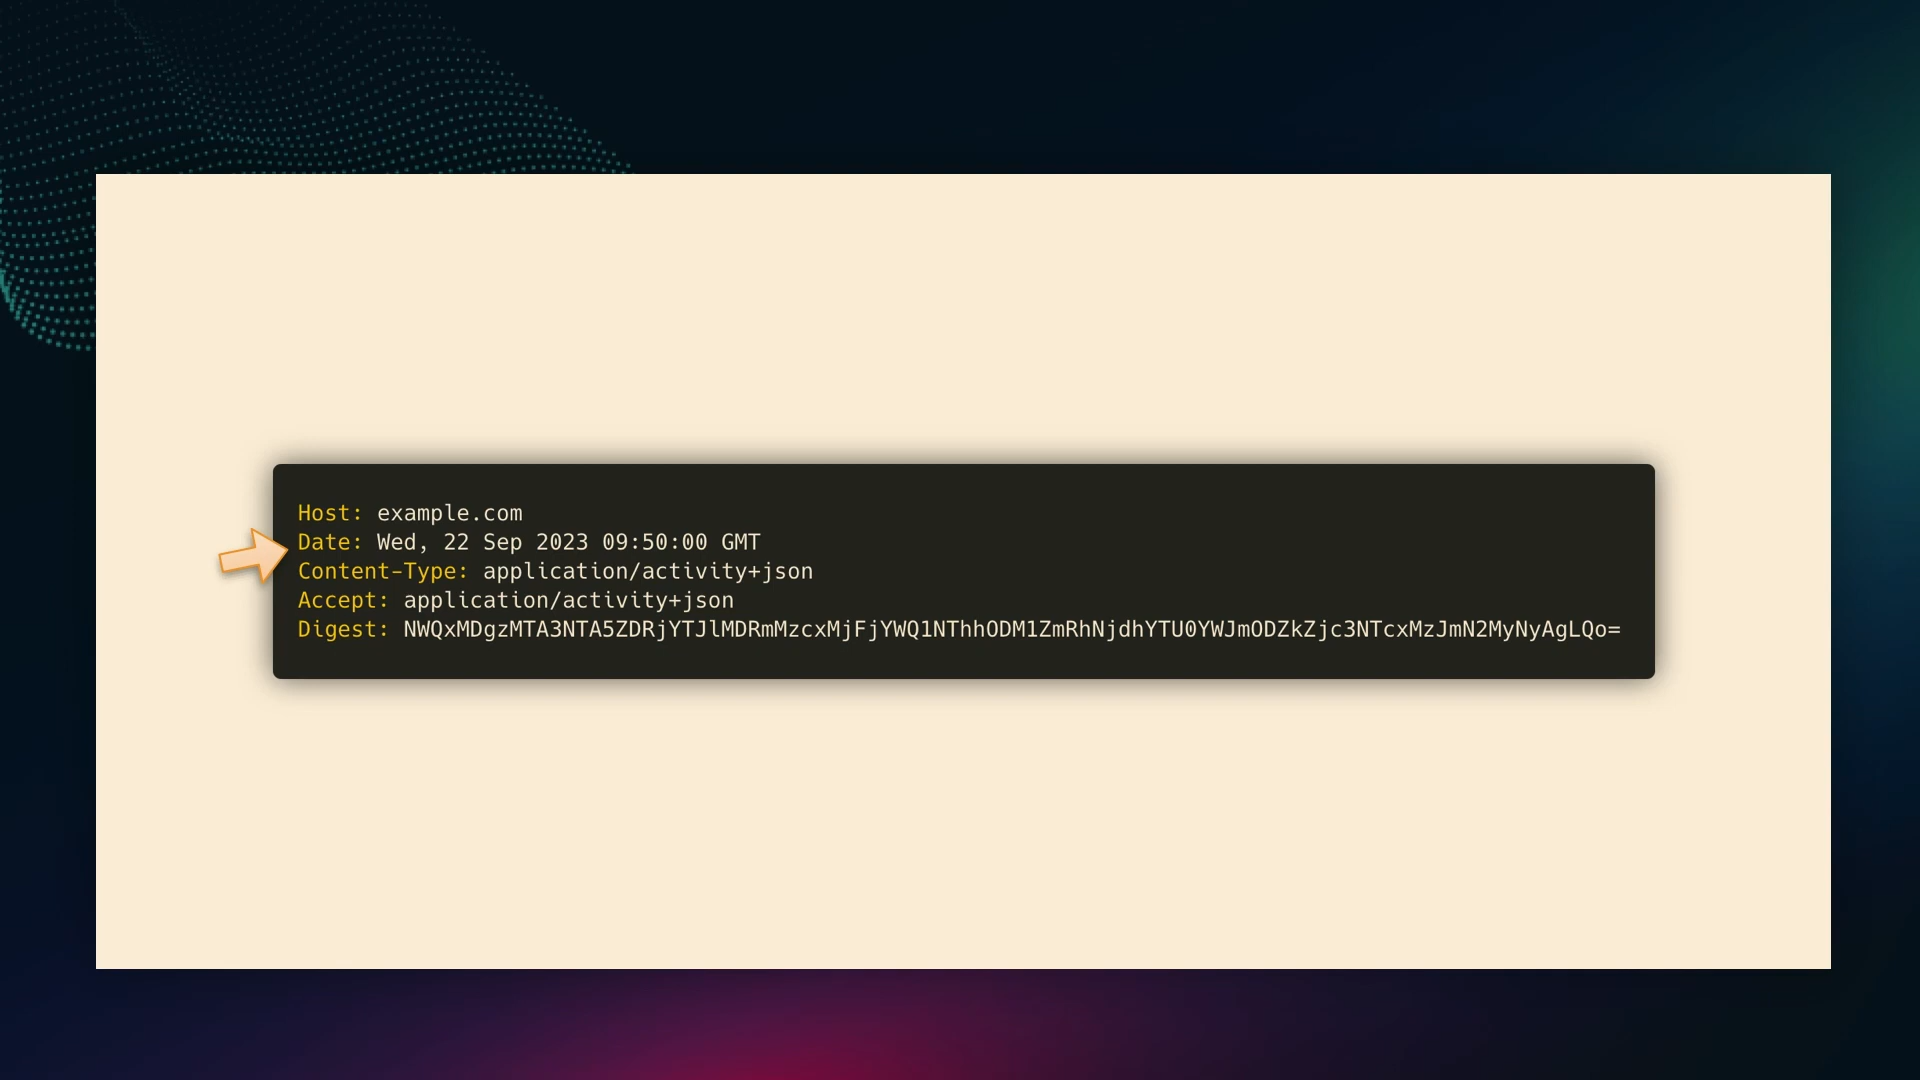 Host: example.com
Date: Wed, 22 Sep 2023 09:50:00 GMT
Content-Type: application/activity+json
Accept: application/activity+json
Digest: NWQxMDgzMTA3NTA5ZDRjYTJlMDRmMzcxMjFjYWQ1NThhODM1ZmRhNjdhYTU0YWJmODZkZjc3NTcxMzJmN2MyNyAgLQo=